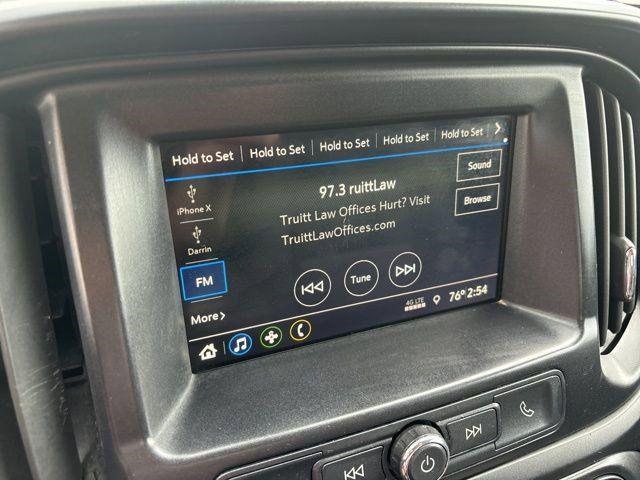 Hold to Set Hold to Set Hold to Set Hold to Set Hold to Set
iPhone X
Darrin
FM
More
97.3 ruittLaw
Truitt Law Offices Hurt? Visit
TruittLawOffices.com
Tune
Sound
Browse
4G LTE
76° 2:54